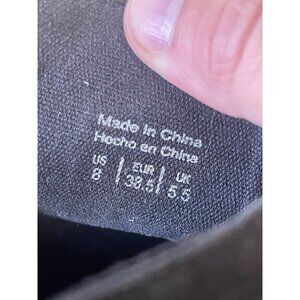 Made in China
Hecho en China
US | EUR | UK
8 | 38.5 | 5.5